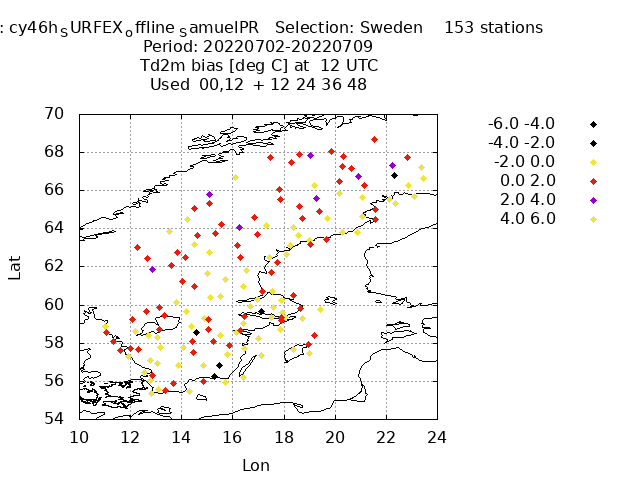 : cy46hSURFEXoffline SamuelPR Selection: Sweden 153 stations
Period: 20220702-20220709
Td2m bias [deg C] at 12 UTC
Used 00,12 + 12 24 36 48
70
68
66
64
62
60
58
56
54
Lat
10 12 14 16 18 20 22 24
Lon
-6.0 -4.0
-4.0 -2.0
-2.0 0.0
0.0 2.0
2.0 4.0
4.0 6.0